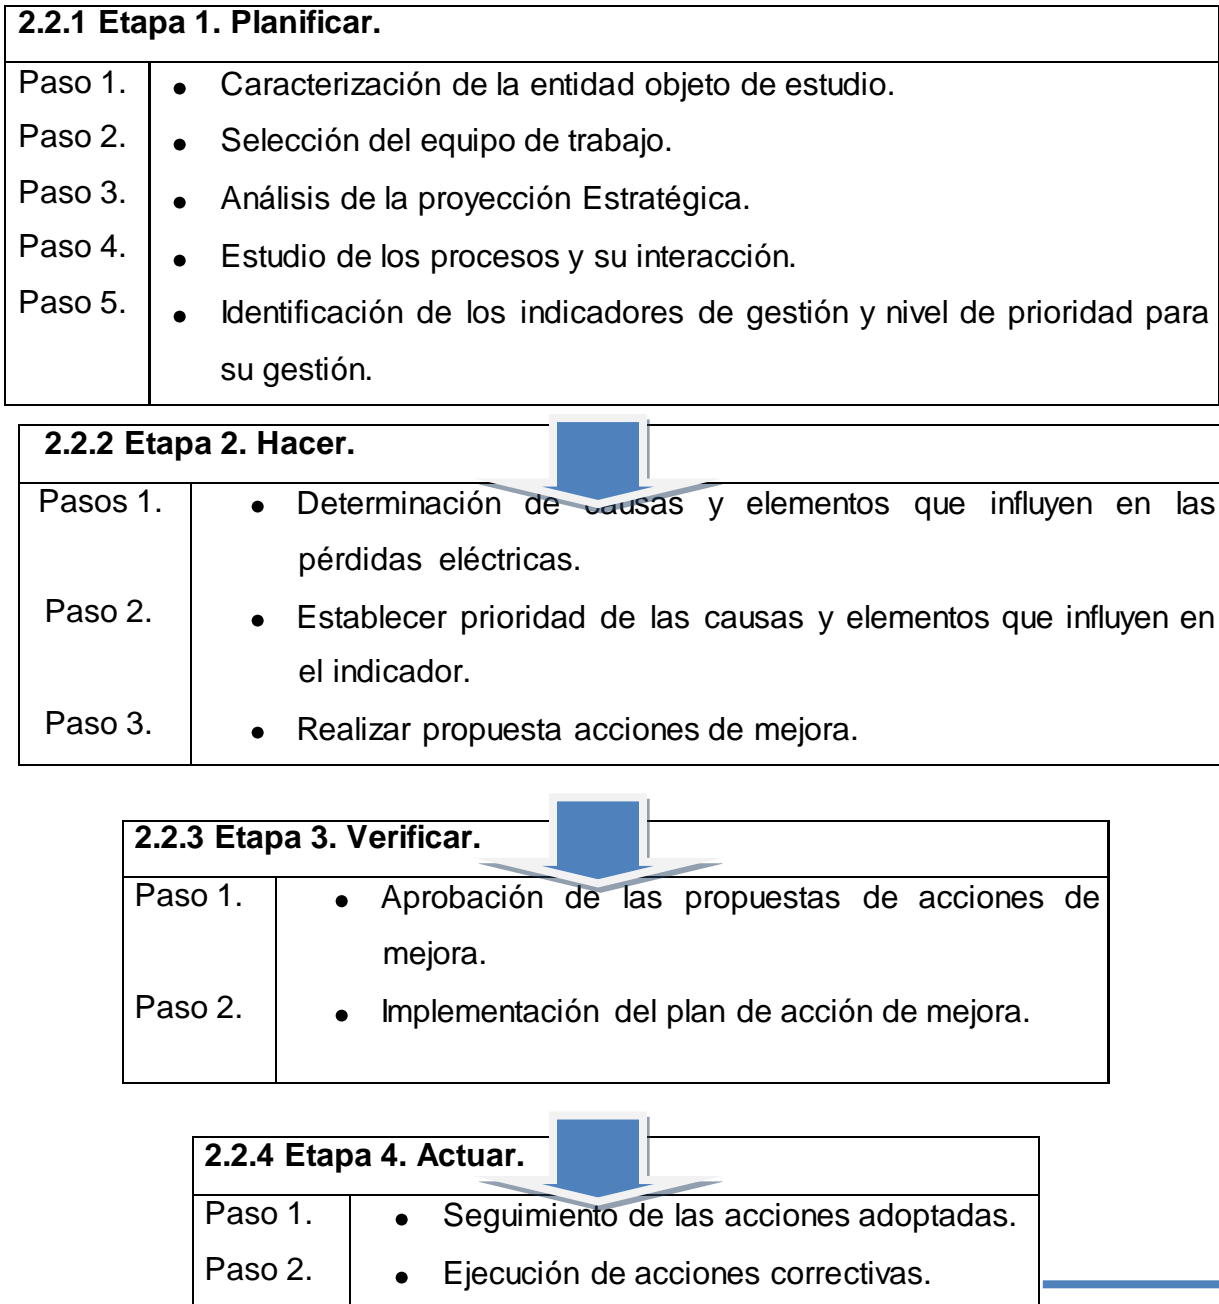 2.2.1 Etapa 1. Planificar.
Paso 1. • Caracterización de la entidad objeto de estudio.
Paso 2. • Selección del equipo de trabajo.
Paso 3. • Análisis de la proyección Estratégica.
Paso 4. • Estudio de los procesos y su interacción.
Paso 5. • Identificación de los indicadores de gestión y nivel de prioridad para
su gestión.
2.2.2 Etapa 2. Hacer.
Pasos 1. • Determinación de causas y elementos que influyen en las
pérdidas eléctricas.
Paso 2. • Establecer prioridad de las causas y elementos que influyen en
el indicador.
Paso 3. • Realizar propuesta acciones de mejora.
2.2.3 Etapa 3. Verificar.
Paso 1. • Aprobación de las propuestas de acciones de
mejora.
Paso 2. • Implementación del plan de acción de mejora.
2.2.4 Etapa 4. Actuar.
Paso 1. • Seguimiento de las acciones adoptadas.
Paso 2. • Ejecución de acciones correctivas.